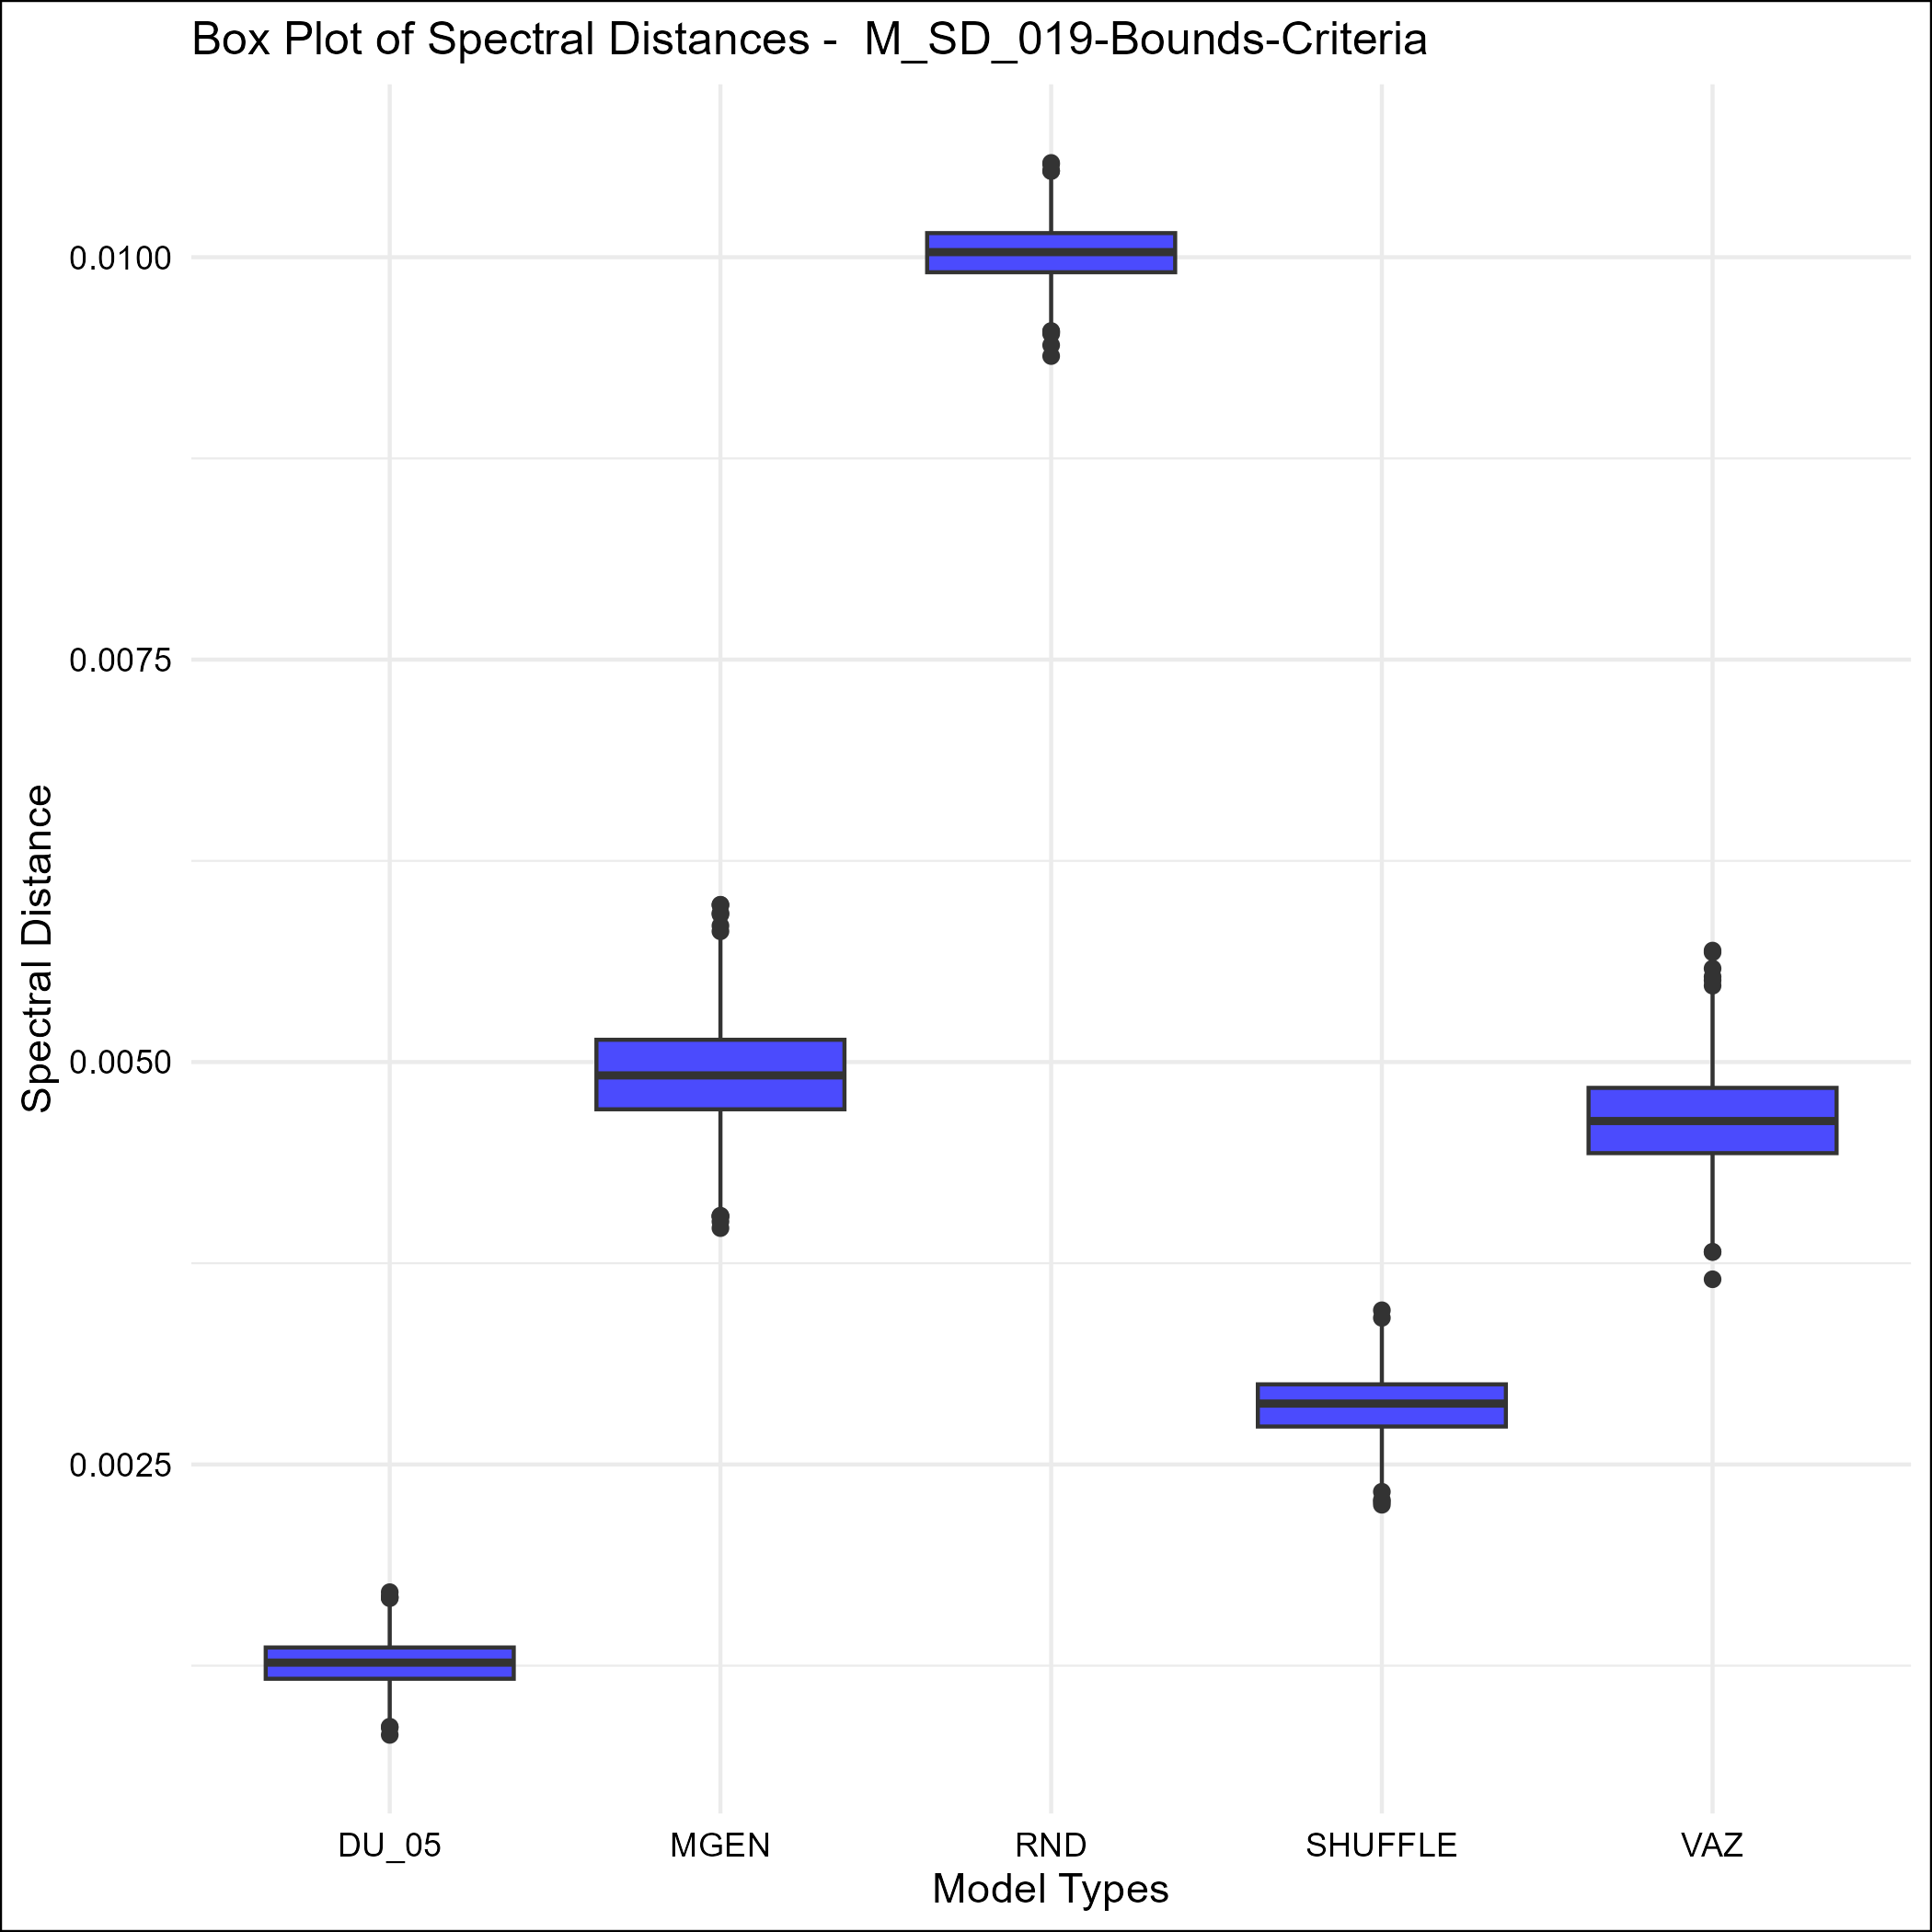 Box Plot of Spectral Distances -  M_SD_019-Bounds-Criteria
Spectral Distance
0.0100
0.0075
0.0050
0.0025
DU_05 MGEN RND SHUFFLE VAZ
Model Types